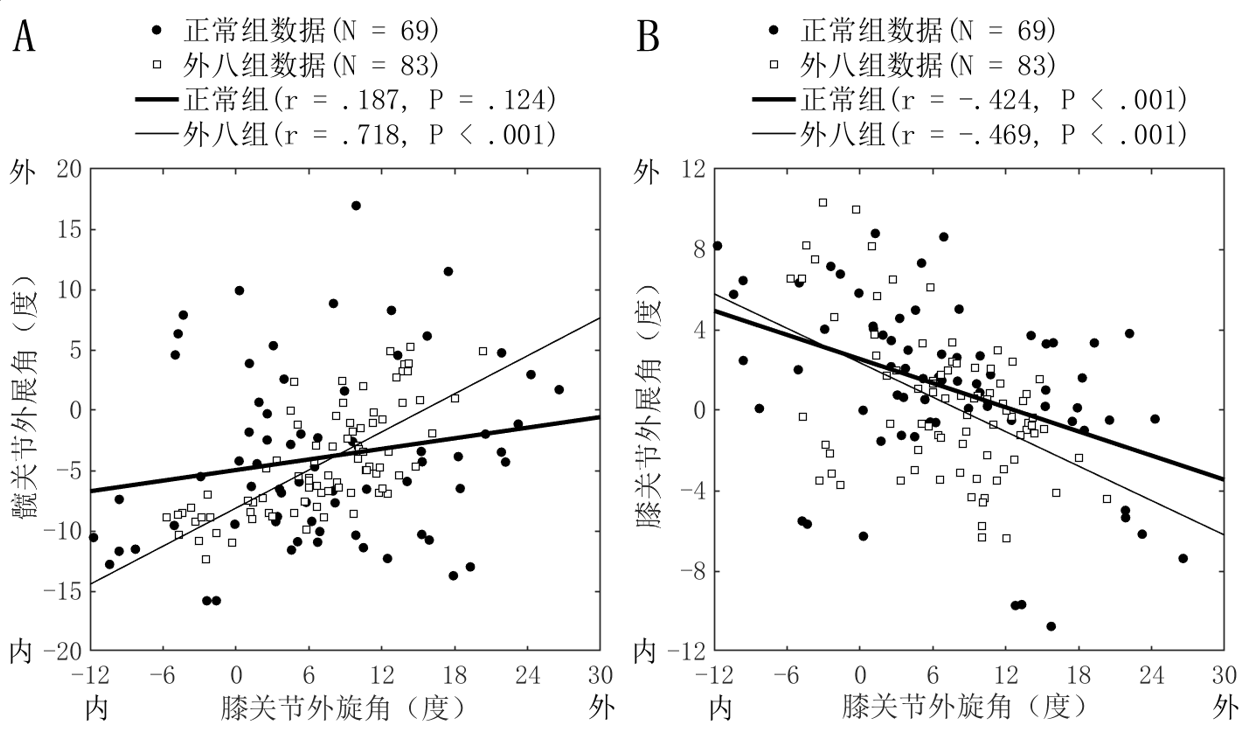 A
正常组数据(N = 69)
外八组数据(N = 83)
正常组(r = .187, P = .124)
外八组(r = .718, P < .001)
外
20
15
10
5
0
-5
-10
-15
-20
内
髋关节外展角（度）
-12 -6 0 6 12 18 24 30
内 膝关节外旋角（度） 外
B
正常组数据(N = 69)
外八组数据(N = 83)
正常组(r = -.424, P < .001)
外八组(r = -.469, P < .001)
外
12
8
4
0
-4
-8
-12
内
膝关节外展角（度）
-12 -6 0 6 12 18 24 30
内 膝关节外旋角（度） 外